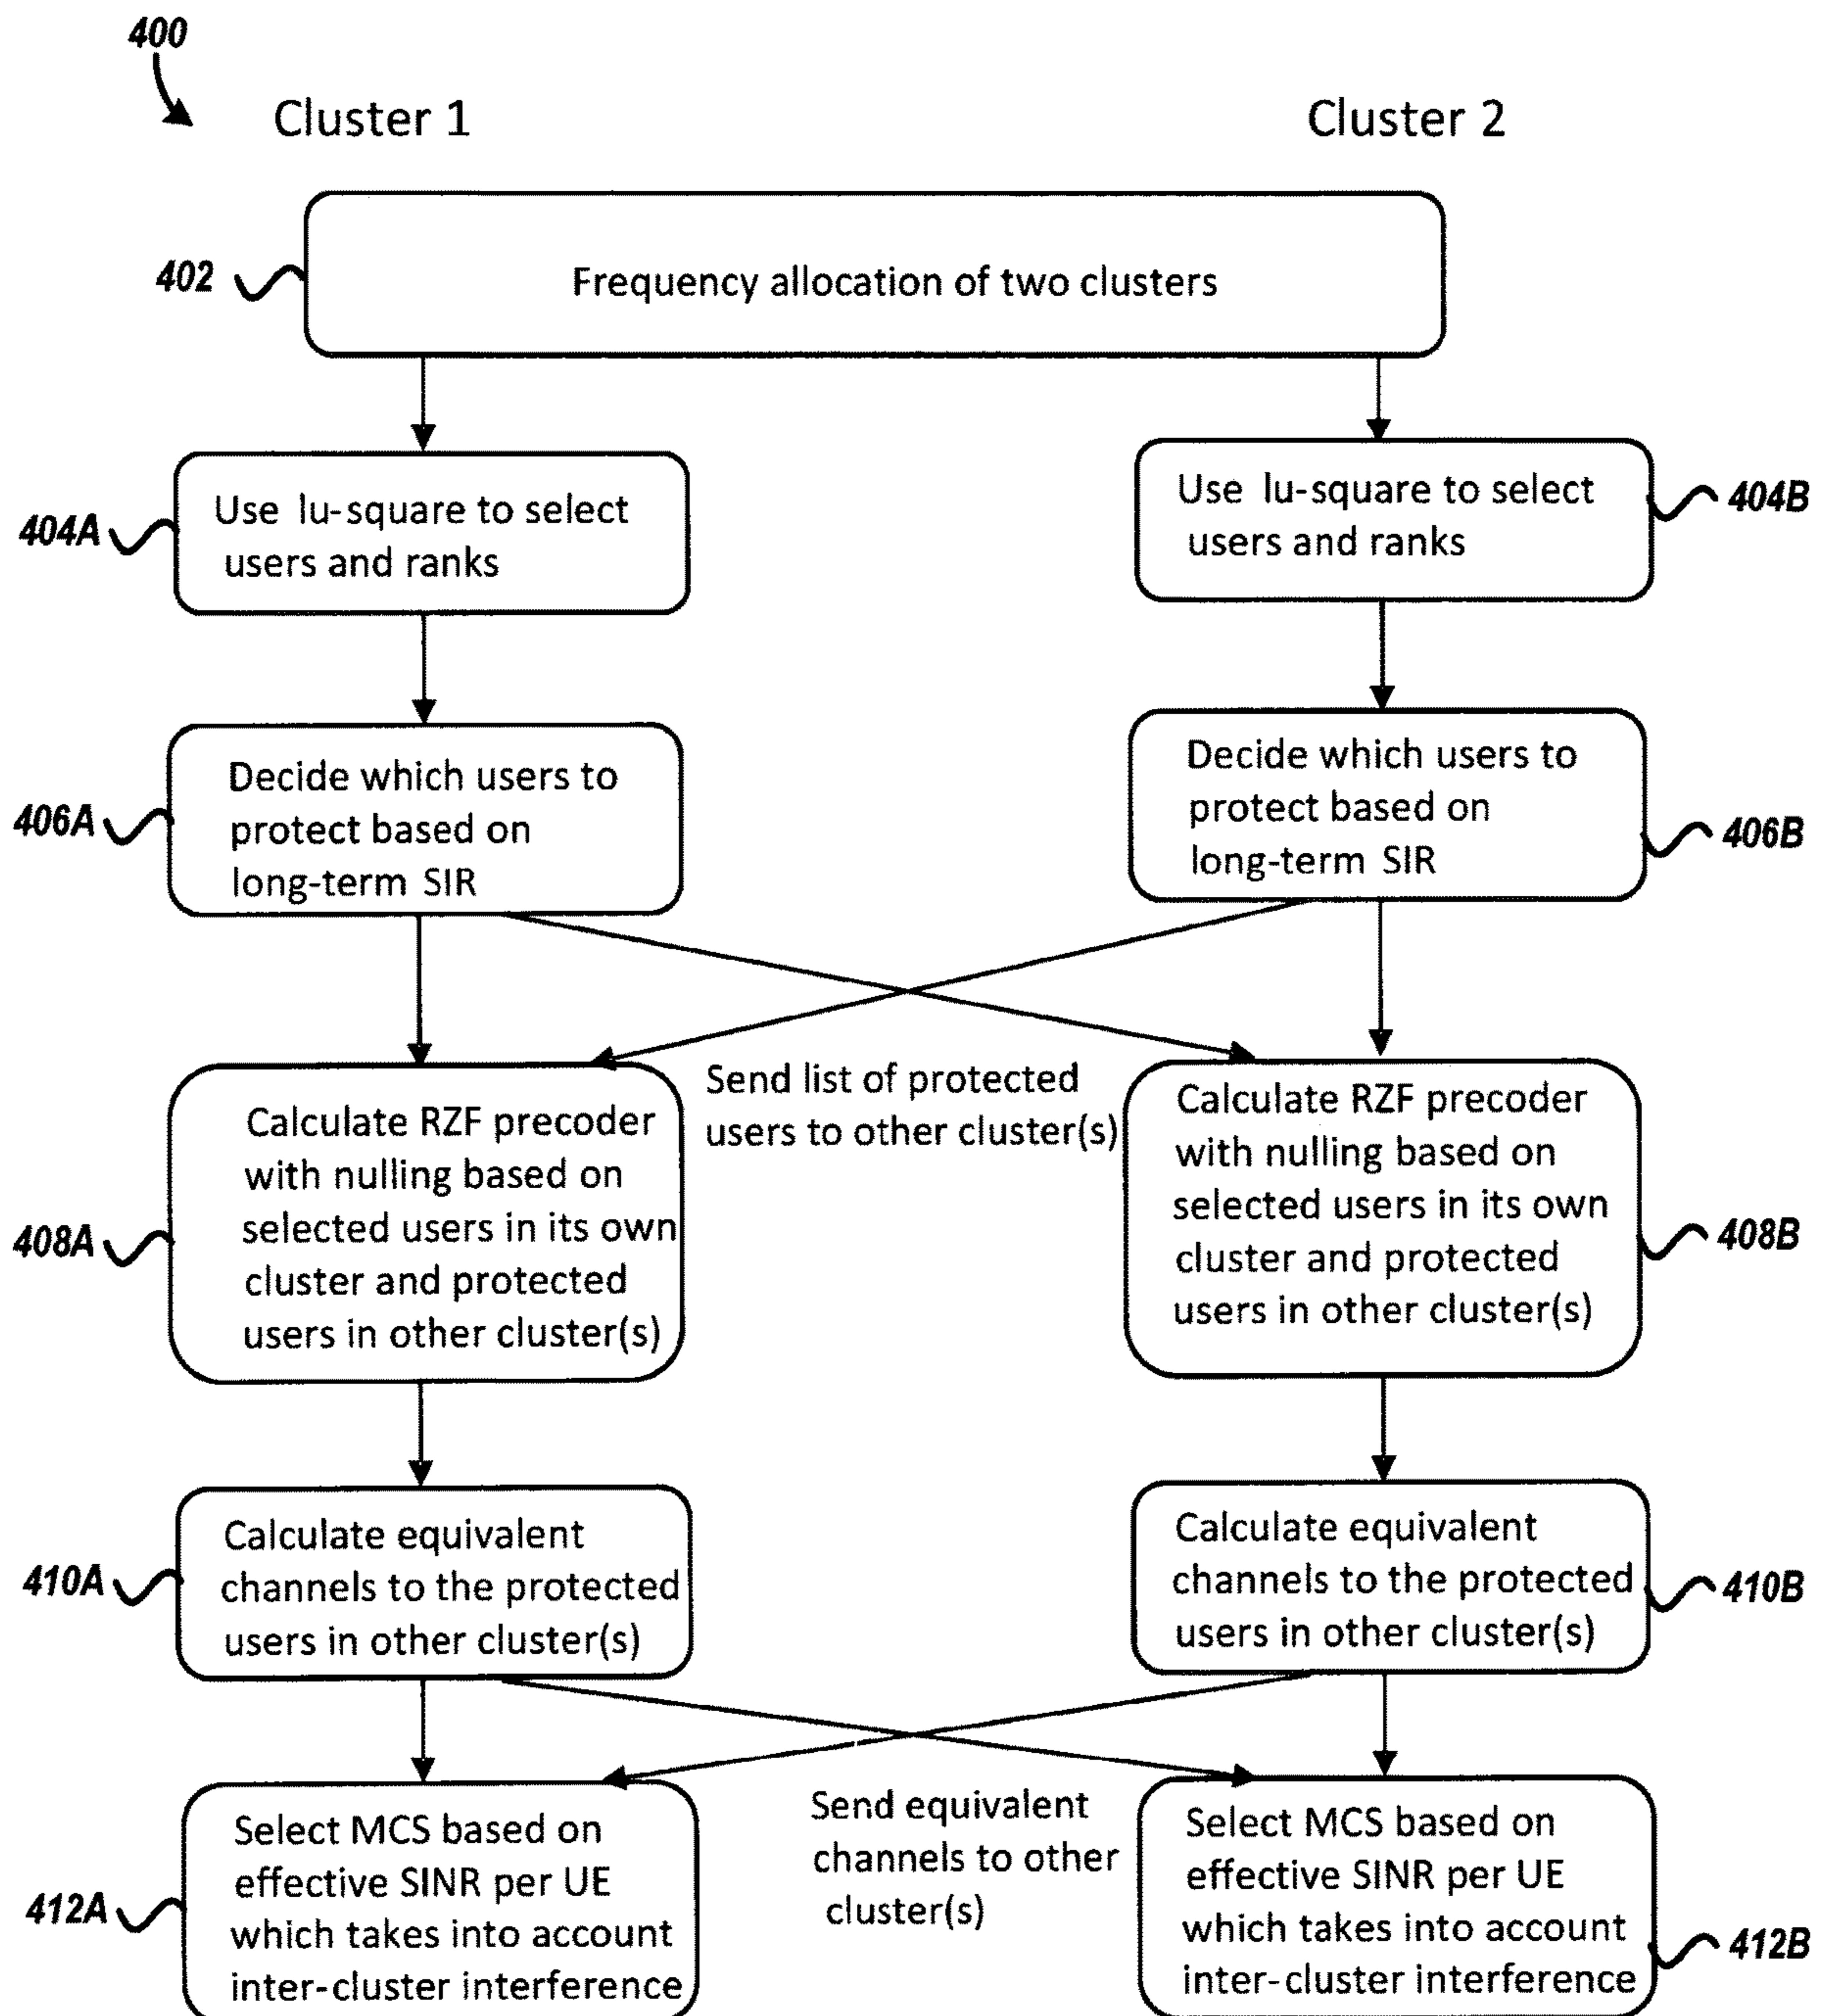 400
Cluster 1
Cluster 2
402
Frequency allocation of two clusters
404A
Use lu-square to select
users and ranks
Use lu-square to select
users and ranks
404B
406A
Decide which users to
protect based on
long-term SIR
Decide which users to
protect based on
long-term SIR
406B
Send list of protected
users to other cluster(s)
408A
Calculate RZF precoder
with nulling based on
selected users in its own
cluster and protected
users in other cluster(s)
Calculate RZF precoder
with nulling based on
selected users in its own
cluster and protected
users in other cluster(s)
408B
410A
Calculate equivalent
channels to the protected
users in other cluster(s)
Calculate equivalent
channels to the protected
users in other cluster(s)
410B
Send equivalent
channels to other
cluster(s)
412A
Select MCS based on
effective SINR per UE
which takes into account
inter-cluster interference
Select MCS based on
effective SINR per UE
which takes into account
inter-cluster interference
412B